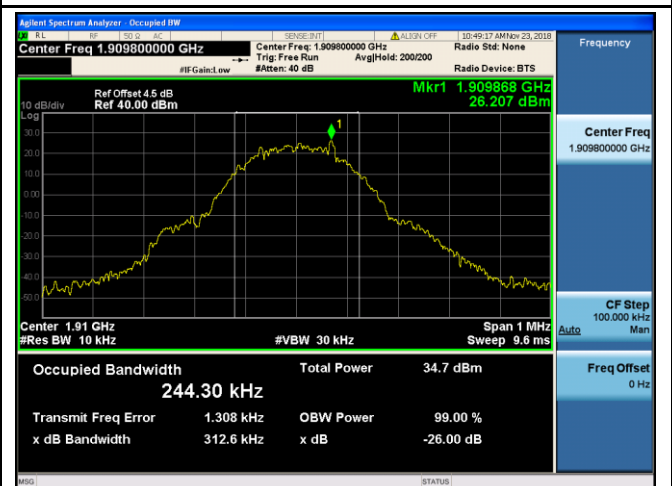 Agilent Spectrum Analyzer - Occupied BW
RL RF 50 Ω AC SENSE:INT ALIGN OFF 10:49:17 AM Nov 23, 2018
Center Freq 1.909800000 GHz
Center Freq: 1.909800000 GHz
Radio Std: None
Trig: Free Run Avg|Hold: 200/200
#IFGain:Low #Atten: 40 dB Radio Device: BTS
Frequency
Ref Offset 4.5 dB
10 dB/div Ref 40.00 dBm
Mkr1 1.909868 GHz
26.207 dBm
Log
30.0
20.0
10.0
0.00
-10.0
-20.0
-30.0
-40.0
-50.0
1
Center 1.91 GHz Span 1 MHz
#Res BW 10 kHz #VBW 30 kHz Sweep 9.6 ms
Occupied Bandwidth Total Power 34.7 dBm
244.30 kHz
Transmit Freq Error 1.308 kHz OBW Power 99.00 %
x dB Bandwidth 312.6 kHz x dB -26.00 dB
Center Freq
1.909800000 GHz
CF Step
100.000 kHz
Auto Man
Freq Offset
0 Hz
MSG STATUS